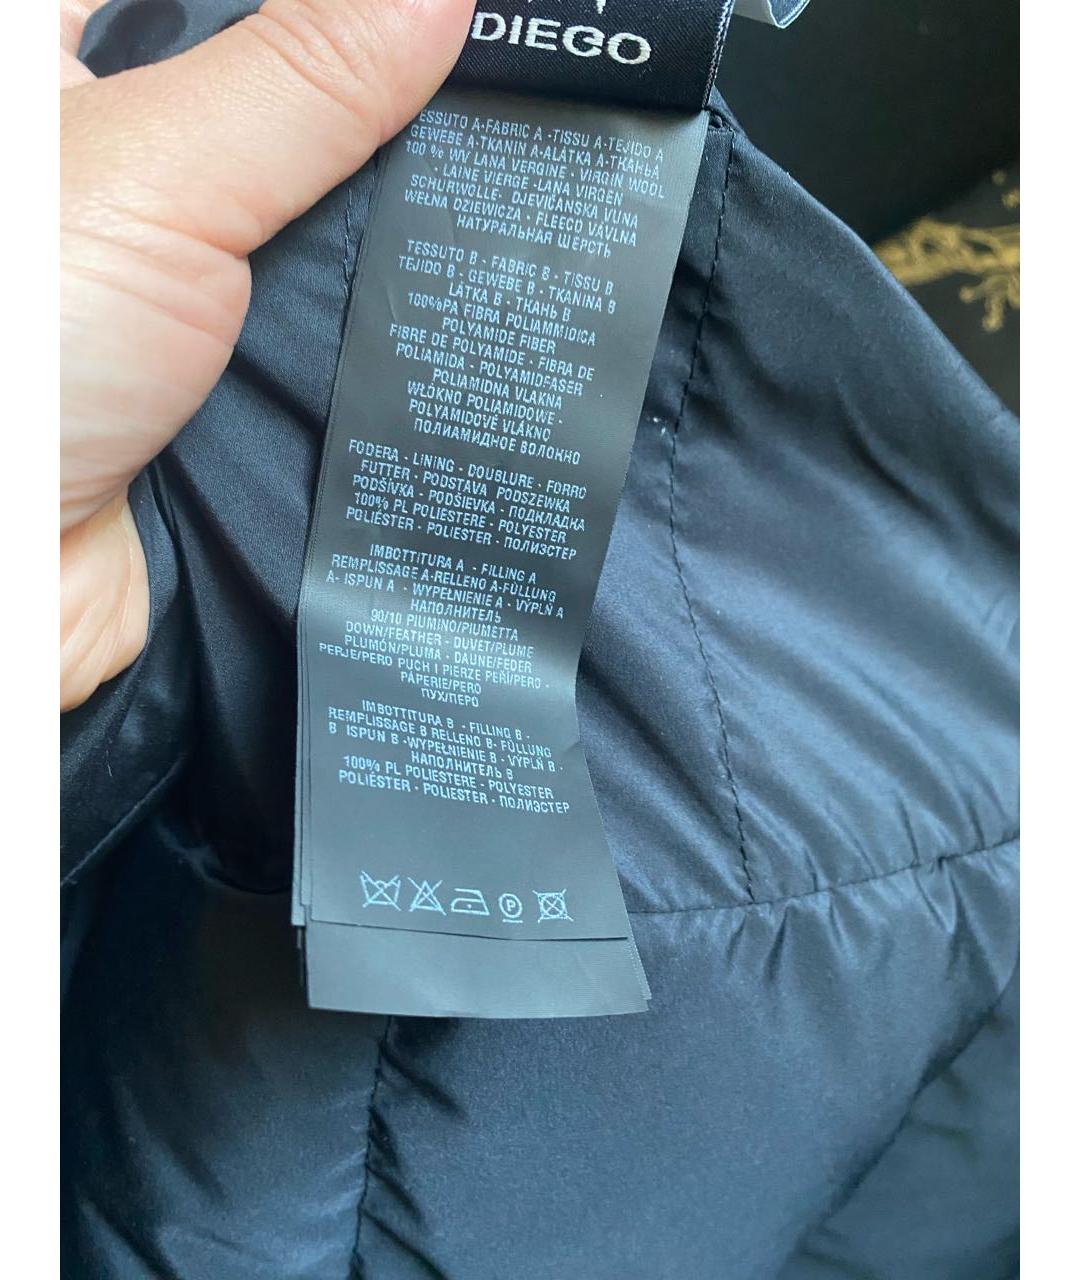 DIEGO
ESSUTO A-FABRIC A -TISSU A-TEJIDO A
GEWEBE A-TKANIN A-ALÁTKA A-ТКАНЬА
100 % WV LANA VERGINE - VIRGIN WOOL
- LAINE VIERGE -LANA VIRGEN
SCHURWOLLE- DJEVIČANSKA VUNA
WEŁNA DZIEWICZA - FLEECO VAVLNA
НАТУРАЛЬНАЯ ШЕРСТЬ
TESSUTO B - FABRIC B - TISSU B
TEJIDO B - GEWEBE B - TKANINA B
LÁTKA B - ТКАНЬ B
100%PA FIBRA POLIAMMIDICA
POLYAMIDE FIBER
FIBRE DE POLYAMIDE - FIBRA DE
POLIAMIDA - POLYAMIDFASER
POLIAMIDNA VLAKNA
WŁÓKNO POLIAMIDOWE -
POLYAMIDOVÉ VLÁKNO
ПОЛИАМИДНОЕ ВОЛОКНО
FODERA - LINING - DOUBLURE - FORRO
FUTTER - PODSTAVA PODSZEWKA
PODŠÍVKA - PODŠIEVKA - ПОДКЛАДКА
100% PL POLIESTERE - POLYESTER
POLIÉSTER - POLIESTER - ПОЛИЭСТЕР
IMBOTTITURA A - FILLING A
REMPLISSAGE A-RELLENO A-FÜLLUNG
A- ISPUN A - WYPEŁNIENIE A - VÝPLŇ A
НАПОЛНИТЕЛЬ
90/10 PIUMINO/PIUMETTA
DOWN/FEATHER - DUVET/PLUME
PLUMÓN/PLUMA - DAUNE/FEDER
PERJE/PERO PUCH I PIERZE PEŘÍ/PERO -
PÁPERIE/PERO
ПУХ/ПЕРО
IMBOTTITURA B - FILLING B -
REMPLISSAGE B RELLENO B- FÜLLUNG
B ISPUN B -WYPEŁNIENIE B - VÝPLŇ B -
НАПОЛНИТЕЛЬ B
100% PL POLIESTERE - POLYESTER
POLIÉSTER - POLIESTER - ПОЛИЭСТЕР
P